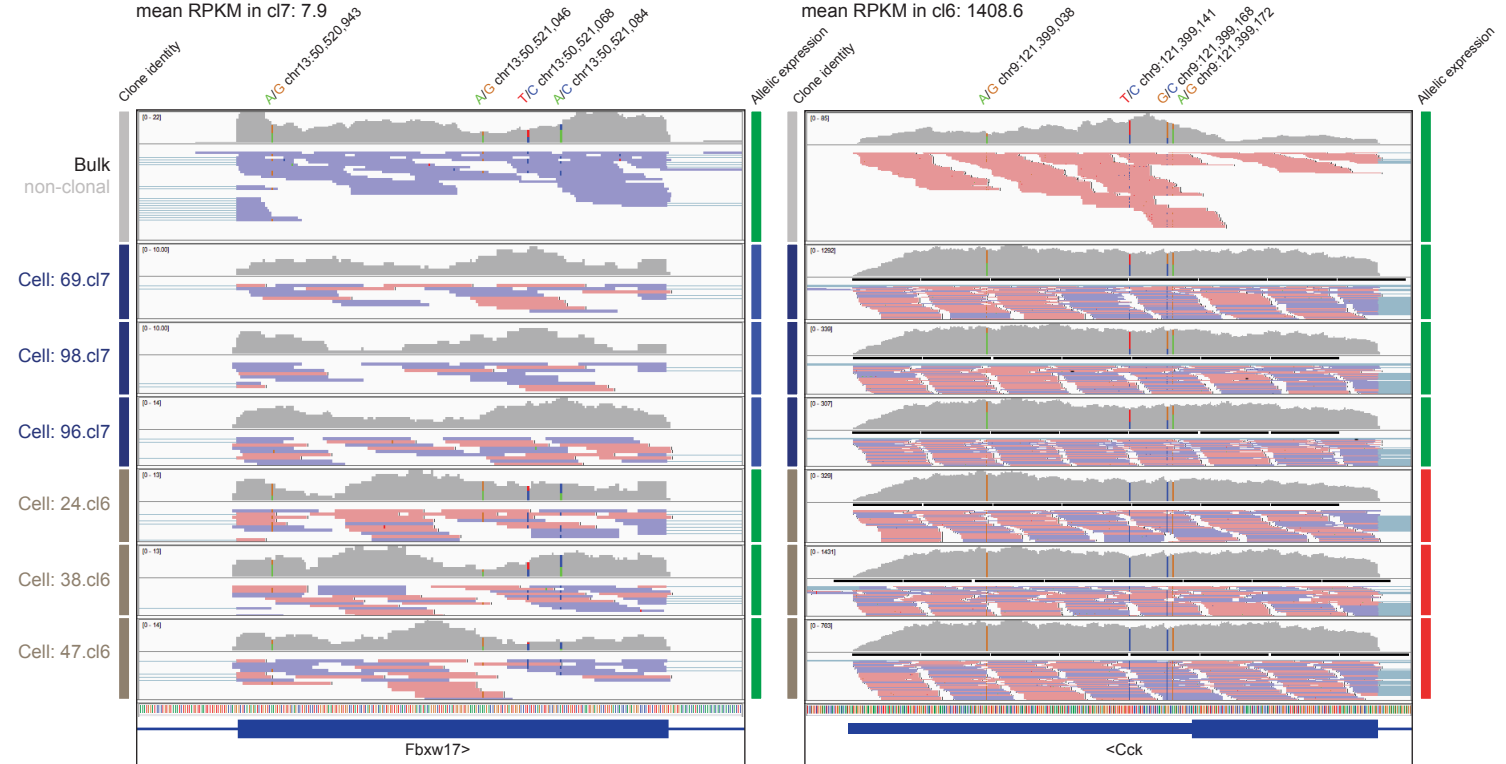 mean RPKM in cl7: 7.9
mean RPKM in cl6: 1408.6
Clone identity
A/G chr13:50,520,943
A/G chr13:50,521,046
T/C chr13:50,521,068
A/C chr13:50,521,084
Allelic expression
Clone identity
A/G chr9:121,399,038
T/C chr9:121,399,141
G/C chr9:121,399,168
A/G chr9:121,399,172
Allelic expression
Bulk
non-clonal
[0 - 22]
[0 - 85]
Cell: 69.cl7
[0 - 10.00]
[0 - 1292]
Cell: 98.cl7
[0 - 10.00]
[0 - 339]
Cell: 96.cl7
[0 - 14]
[0 - 307]
Cell: 24.cl6
[0 - 13]
[0 - 329]
Cell: 38.cl6
[0 - 13]
[0 - 1431]
Cell: 47.cl6
[0 - 14]
[0 - 763]
Fbxw17>
<Cck